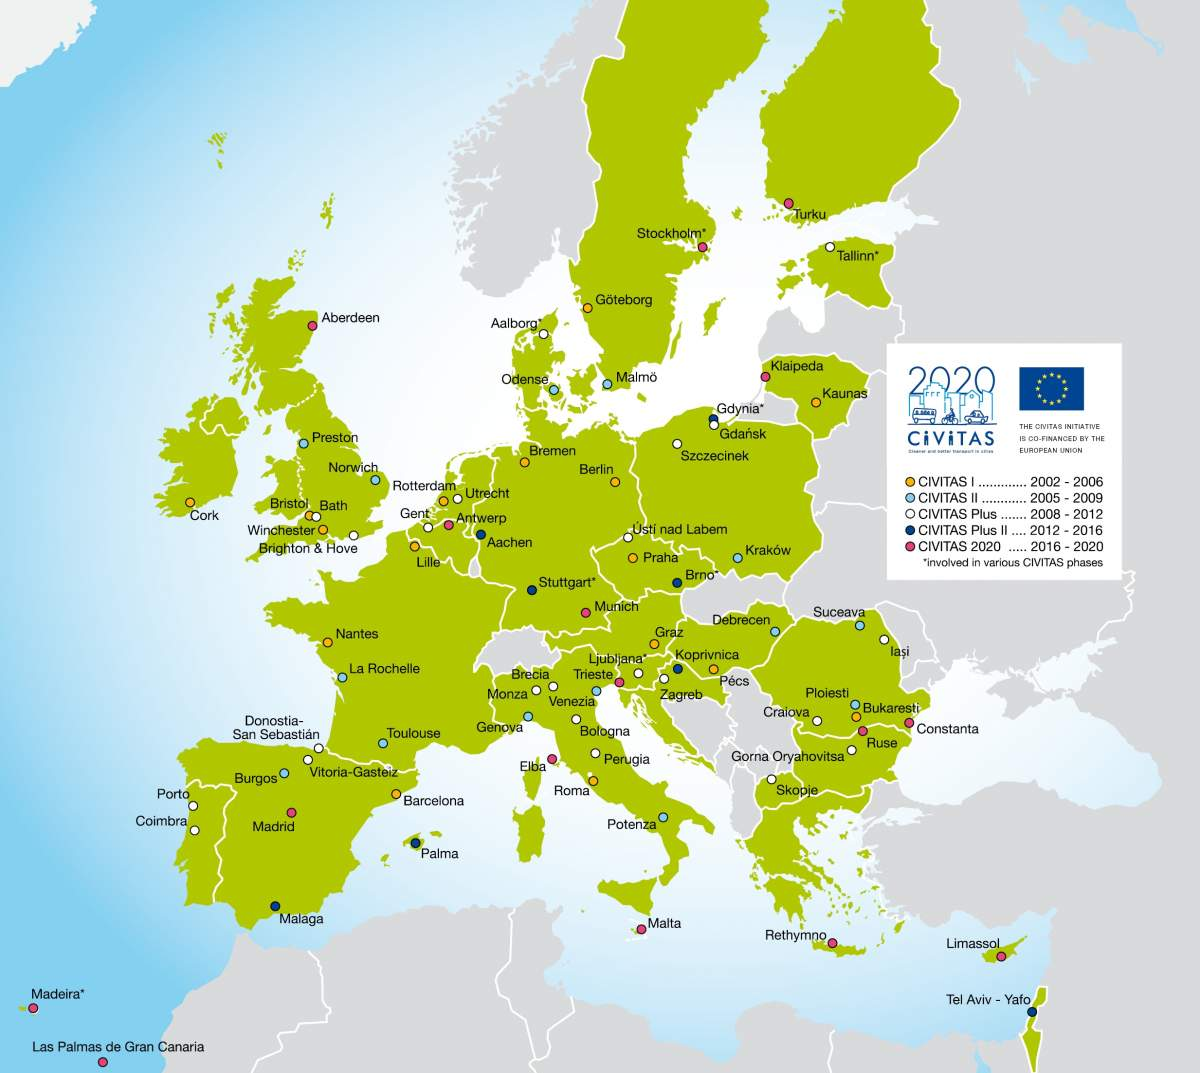 Turku
Stockholm*
Tallinn*
Göteborg
Aberdeen
Aalborg*
Klaipeda
Odense
Malmö
Kaunas
Gdynia*
Gdańsk
Preston
Szczecinek
Bremen
Norwich
Berlin
Rotterdam
Utrecht
Bristol
Bath
Cork
Gent
Antwerp
Winchester
Ústí nad Labem
Brighton & Hove
Aachen
Lille
Praha
Kraków
Stuttgart*
Brno*
Munich
Suceava
Debrecen
Nantes
Graz
Iași
Koprivnica
Ljubljana*
La Rochelle
Brecia
Trieste
Pécs
Monza
Venezia
Zagreb
Ploiesti
Bukaresti
Craiova
Donostia-
San Sebastián
Genova
Bologna
Constanta
Toulouse
Ruse
Gorna Oryahovitsa
Perugia
Elba
Vitoria-Gasteiz
Burgos
Roma
Skopje
Porto
Barcelona
Coimbra
Madrid
Potenza
Palma
Malaga
Malta
Rethymno
Limassol
Madeira*
Tel Aviv - Yafo
Las Palmas de Gran Canaria
2020
CiViTAS
Cleaner and better transport in cities
THE CIVITAS INITIATIVE
IS CO-FINANCED BY THE
EUROPEAN UNION
CIVITAS I ............. 2002 - 2006
CIVITAS II ............ 2005 - 2009
CIVITAS Plus ....... 2008 - 2012
CIVITAS Plus II .... 2012 - 2016
CIVITAS 2020 ..... 2016 - 2020
*involved in various CIVITAS phases